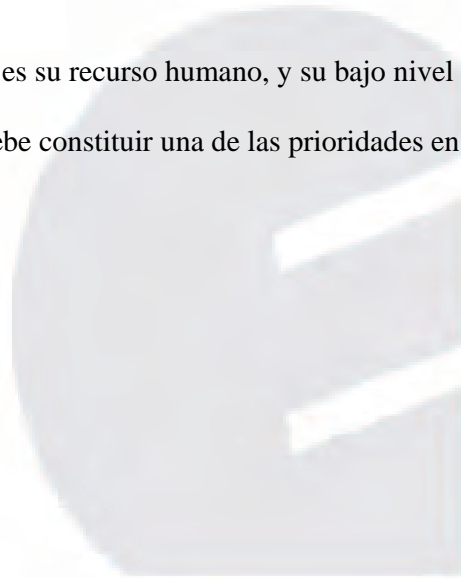 es su recurso humano, y su bajo nivel
ebe constituir una de las prioridades en